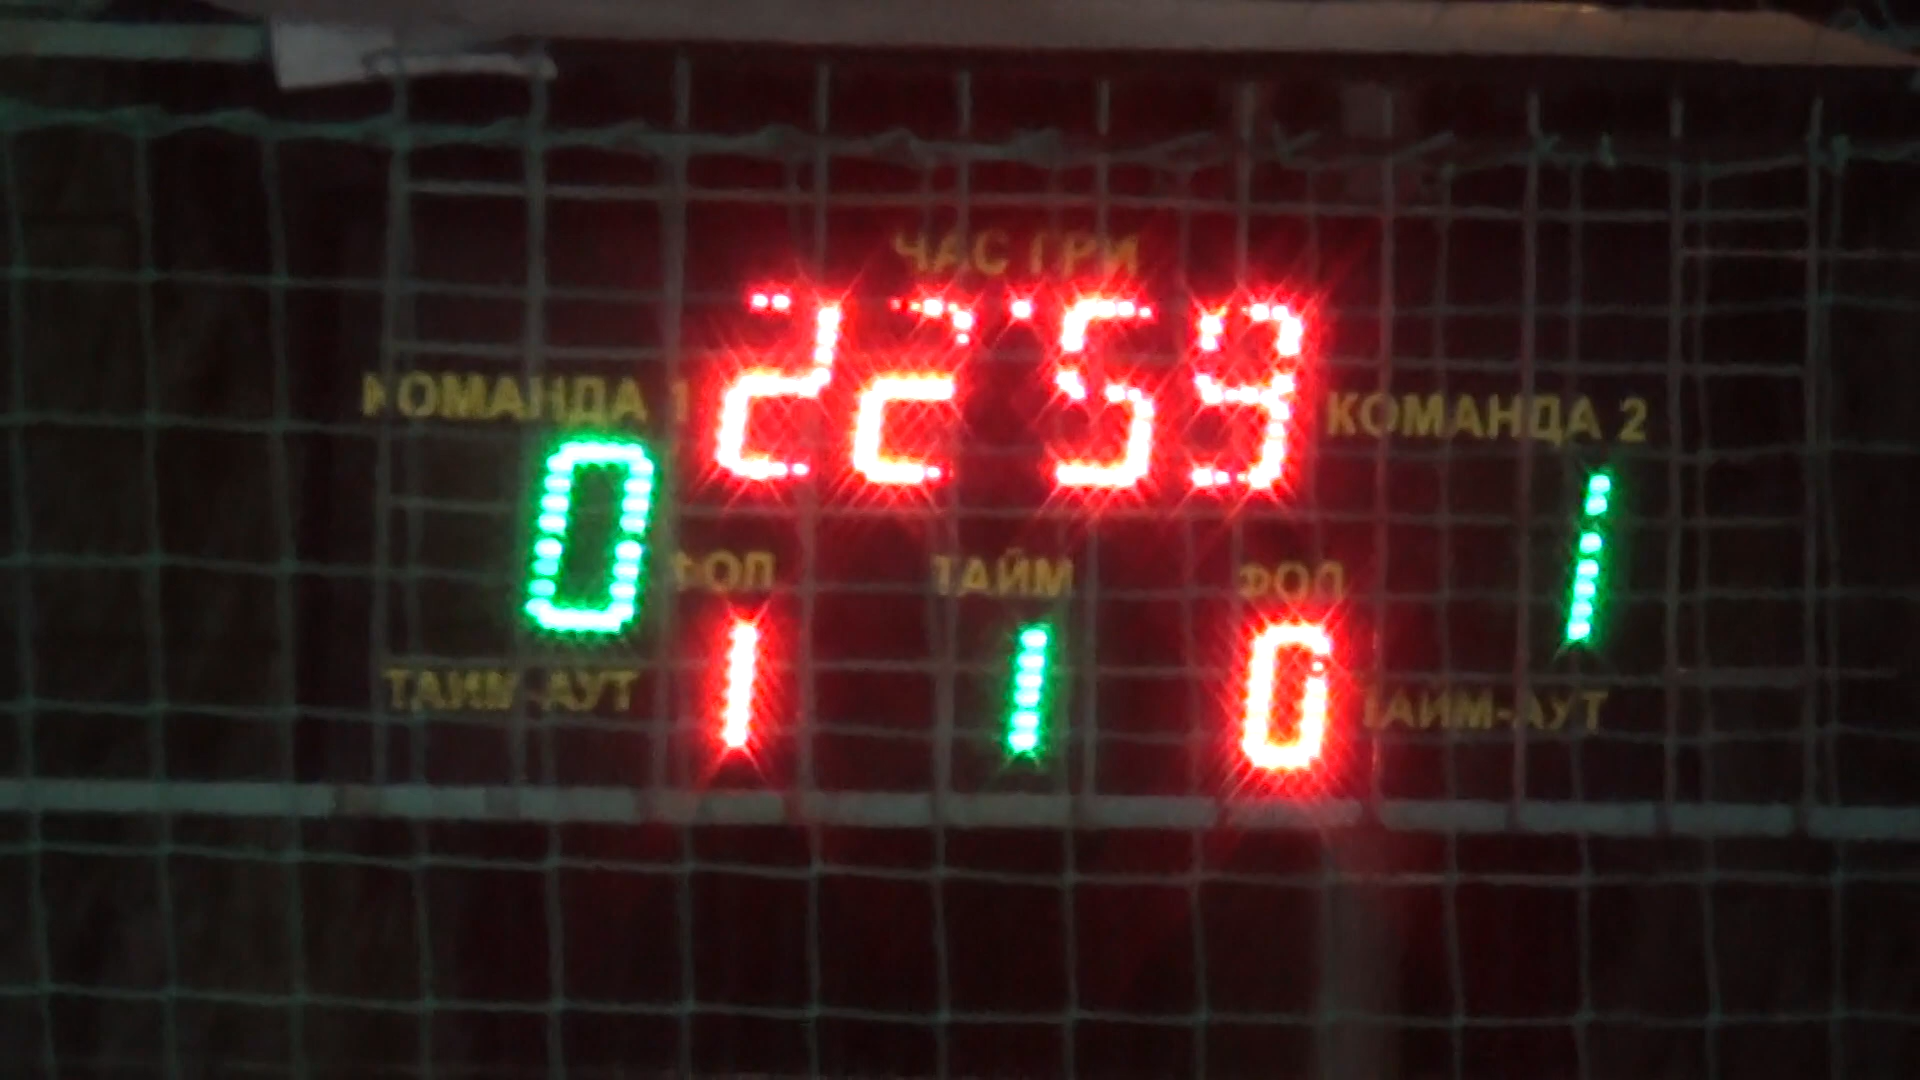 ЧАС ГРИ
22:59
КОМАНДА 1
КОМАНДА 2
0
1
ФОЛ
ТАЙМ
ФОЛ
1
1
0
ТАЙМ-АУТ
ТАЙМ-АУТ